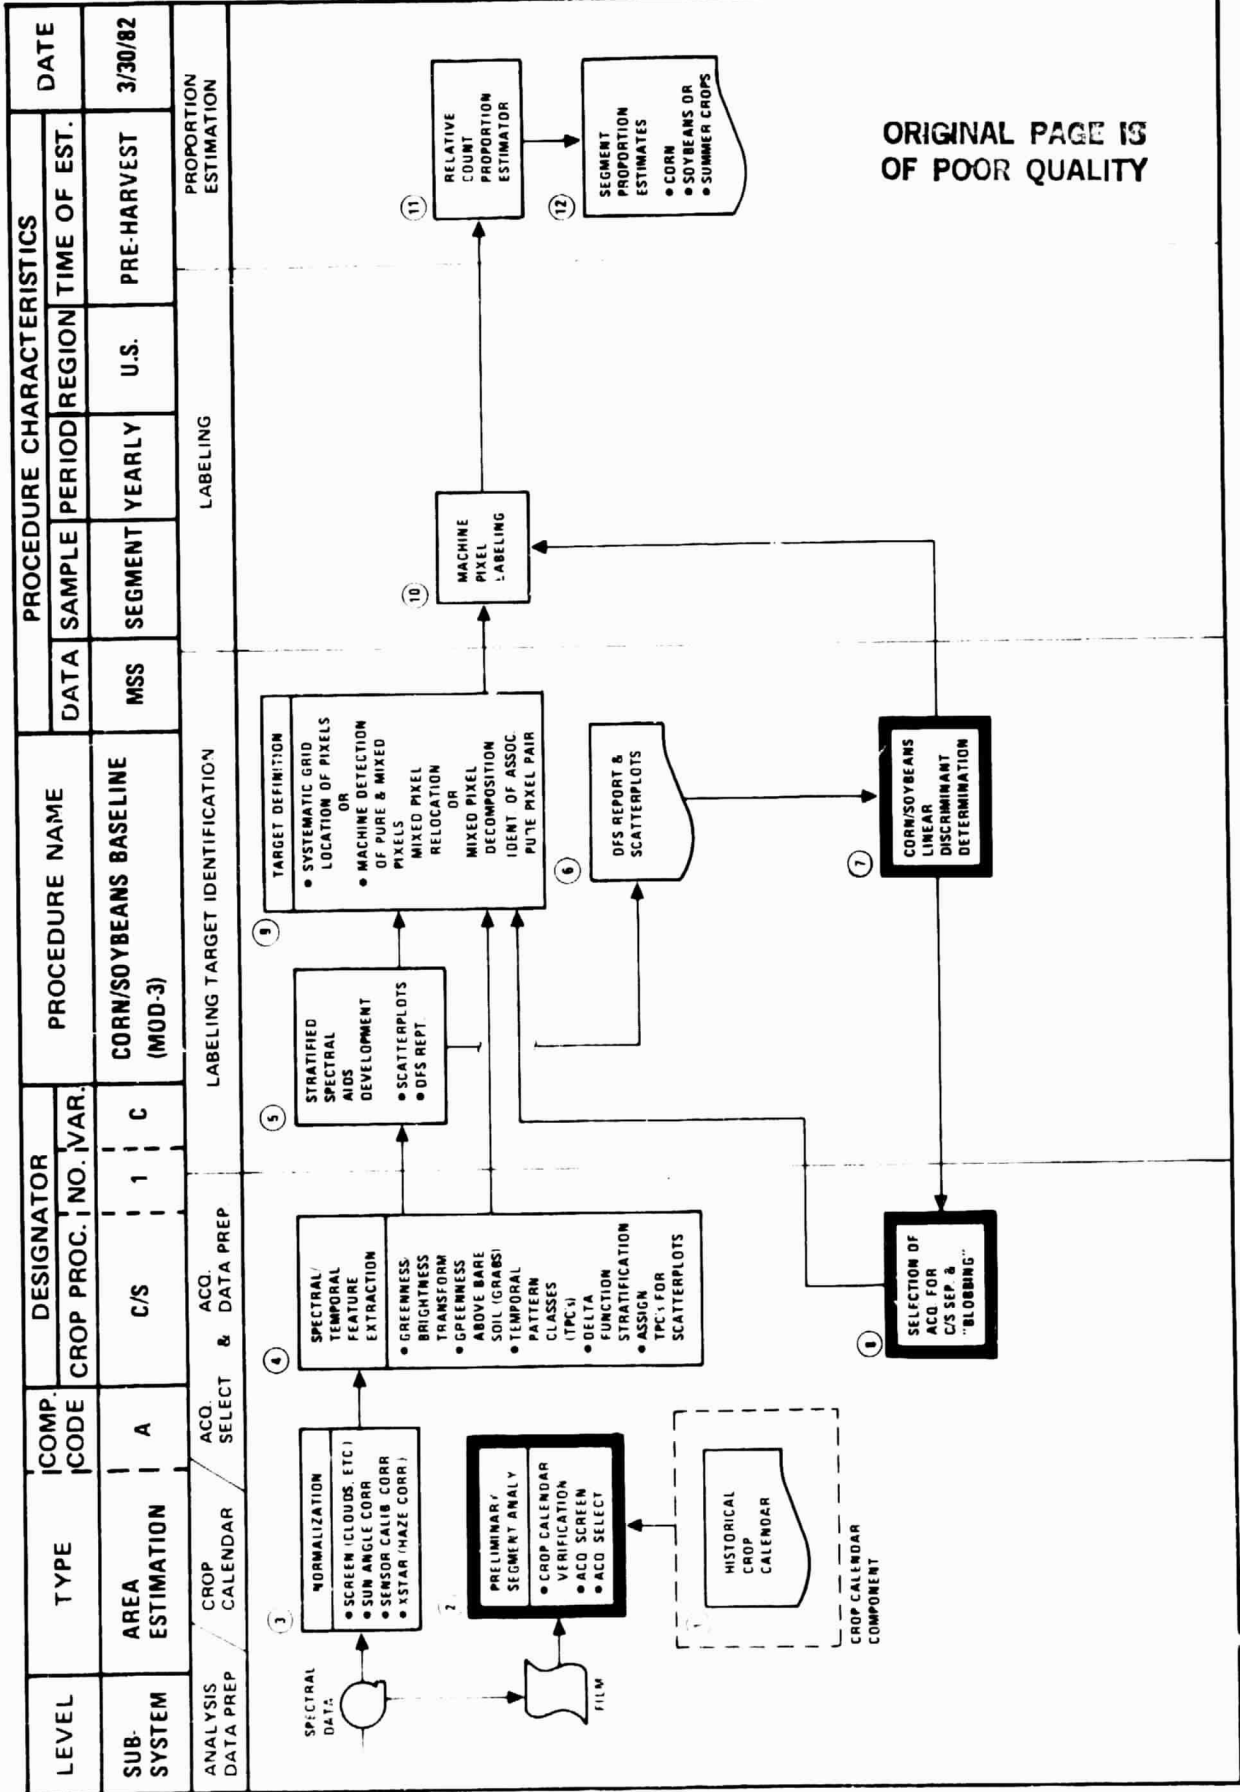 LEVEL
TYPE
COMP. CODE
DESIGNATOR
CROP PROC.
NO.
VAR.
PROCEDURE NAME
PROCEDURE CHARACTERISTICS
DATA
SAMPLE
PERIOD
REGION
TIME OF EST.
DATE
SUB-
SYSTEM
AREA
ESTIMATION
A
C/S
1
C
CORN/SOYBEANS BASELINE
(MOD-3)
MSS
SEGMENT
YEARLY
U.S.
PRE-HARVEST
3/30/82
ANALYSIS
DATA PREP
CROP
CALENDAR
ACQ.
SELECT
&
ACQ.
DATA PREP
LABELING TARGET IDENTIFICATION
LABELING
PROPORTION
ESTIMATION
SPECTRAL
DATA
FILM
3
NORMALIZATION
• SCREEN (CLOUDS, ETC)
• SUN ANGLE CORR
• SENSOR CALIB CORR
• XSTAR (HAZE CORR)
2
PRELIMINARY/
SEGMENT ANALY
• CROP CALENDAR
VERIFICATION
• ACQ SCREEN
• ACQ SELECT
1
HISTORICAL
CROP
CALENDAR
CROP CALENDAR
COMPONENT
4
SPECTRAL/
TEMPORAL
FEATURE
EXTRACTION
• GREENNESS/
BRIGHTNESS
TRANSFORM
• GREENNESS
ABOVE BARE
SOIL (GRABS)
• TEMPORAL
PATTERN
CLASSES
(TPC's)
• DELTA
FUNCTION
STRATIFICATION
• ASSIGN
TPC's FOR
SCATTERPLOTS
5
STRATIFIED
SPECTRAL
AIDS
DEVELOPMENT
• SCATTERPLOTS
• DFS REPT.
9
TARGET DEFINITION
• SYSTEMATIC GRID
LOCATION OF PIXELS
OR
• MACHINE DETECTION
OF PURE & MIXED
PIXELS
MIXED PIXEL
RELOCATION
OR
MIXED PIXEL
DECOMPOSITION
IDENT OF ASSOC.
PURE PIXEL PAIR
6
DFS REPORT &
SCATTERPLOTS
7
CORN/SOYBEANS
LINEAR
DISCRIMINANT
DETERMINATION
8
SELECTION OF
ACQ. FOR
C/S SEP. &
"BLOBBING"
10
MACHINE
PIXEL
LABELING
11
RELATIVE
COUNT
PROPORTION
ESTIMATOR
12
SEGMENT
PROPORTION
ESTIMATES
• CORN
• SOYBEANS OR
• SUMMER CROPS
ORIGINAL PAGE IS
OF POOR QUALITY